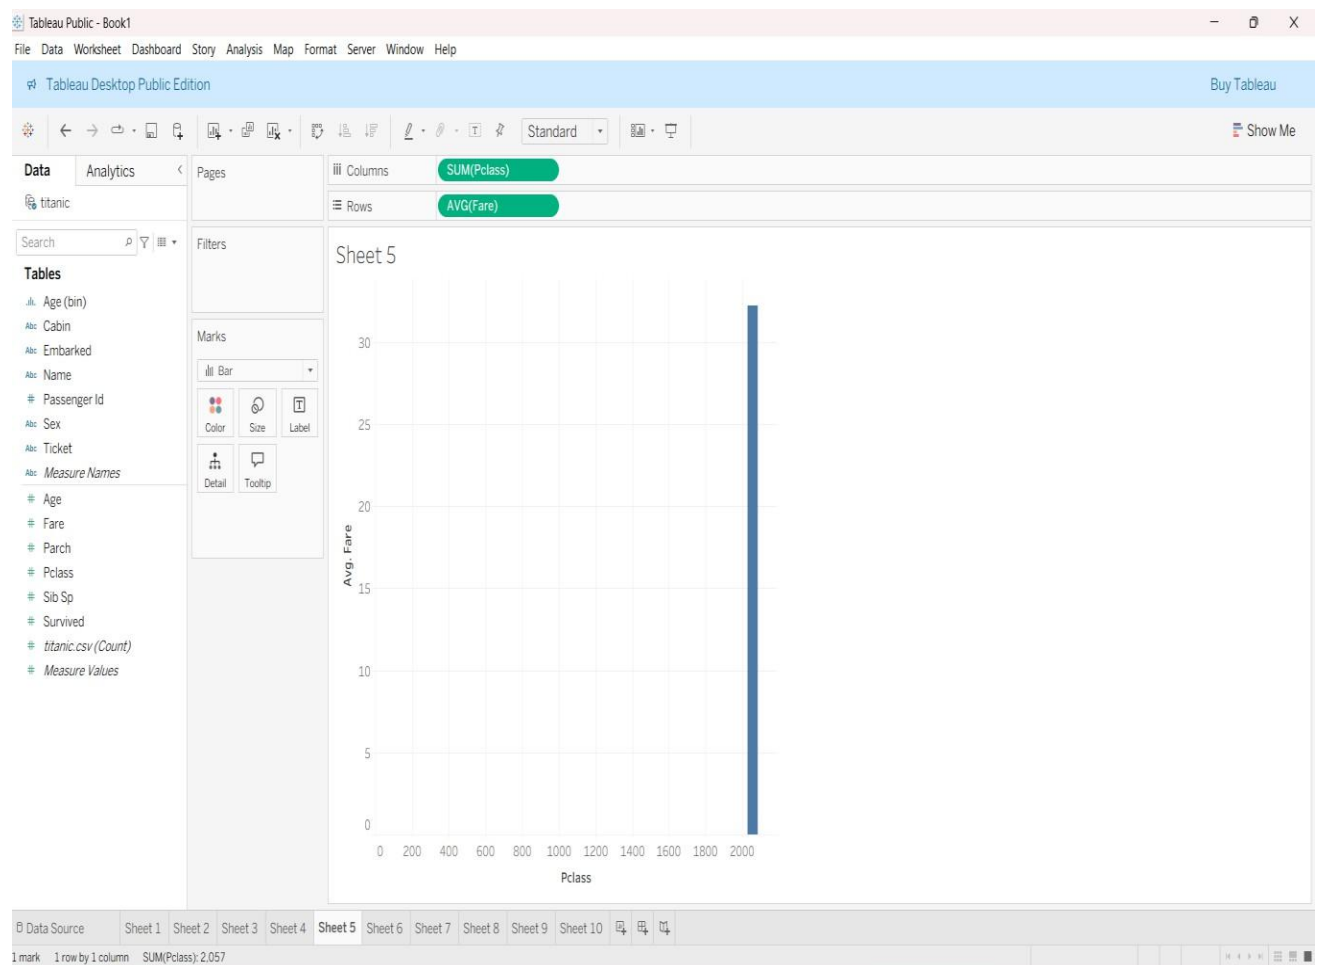 Tableau Public - Book1
File Data Worksheet Dashboard Story Analysis Map Format Server Window Help
Tableau Desktop Public Edition
Buy Tableau
Standard
Show Me
Data
Analytics
titanic
Search
Tables
Age (bin)
Abc Cabin
Abc Embarked
Abc Name
# Passenger Id
Abc Sex
Abc Ticket
Abc Measure Names
# Age
# Fare
# Parch
# Pclass
# Sib Sp
# Survived
# titanic.csv (Count)
# Measure Values
Pages
Filters
Marks
Bar
Color Size Label
Detail Tooltip
Columns SUM(Pclass)
Rows AVG(Fare)
Sheet 5
30
25
20
15
10
5
0
Avg. Fare
0 200 400 600 800 1000 1200 1400 1600 1800 2000
Pclass
Data Source Sheet 1 Sheet 2 Sheet 3 Sheet 4 Sheet 5 Sheet 6 Sheet 7 Sheet 8 Sheet 9 Sheet 10
1 mark 1 row by 1 column SUM(Pclass): 2,057